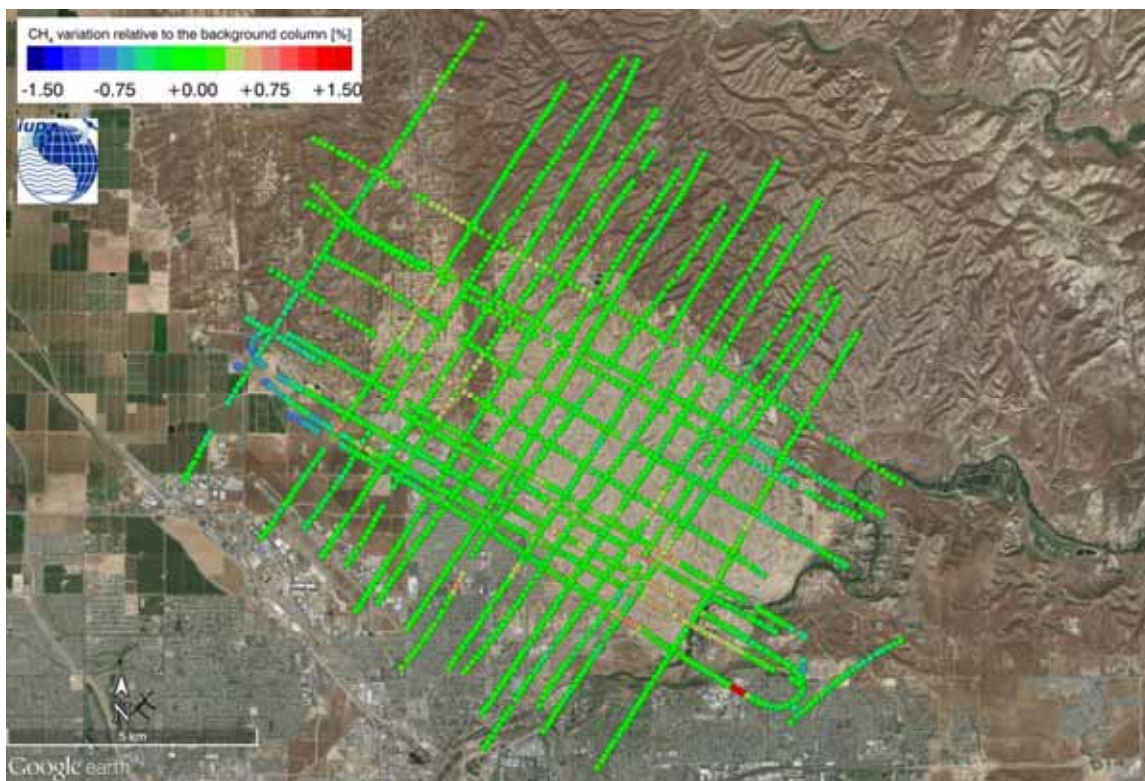 CH₄ variation relative to the background column [%]
-1.50 -0.75 +0.00 +0.75 +1.50
iup
N
5 km
Google earth